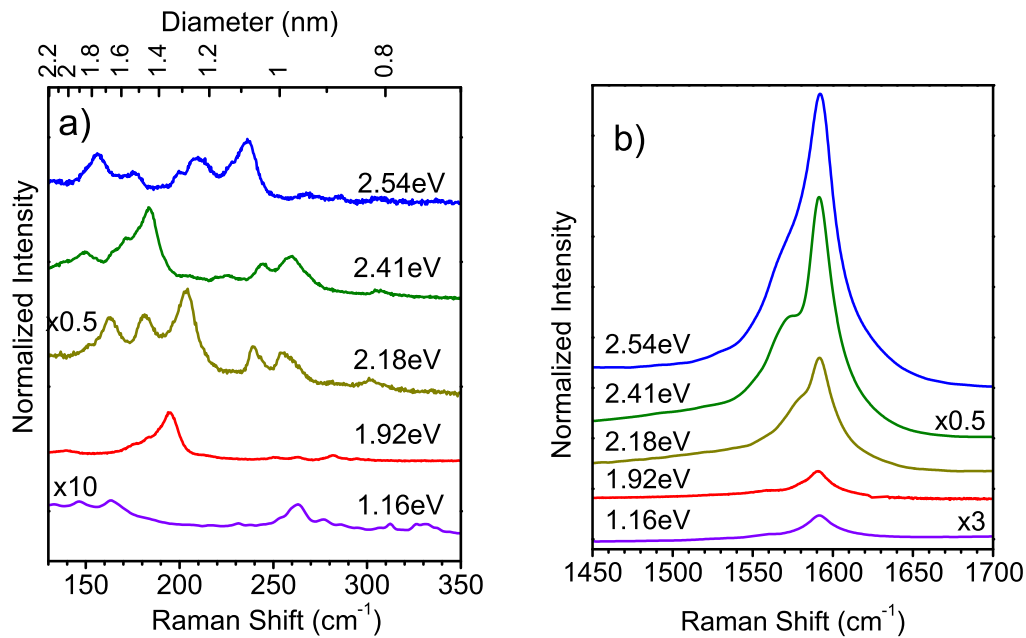 Diameter (nm)
2.2 2 1.8 1.6 1.4 1.2 1 0.8
a)
2.54eV
2.41eV
x0.5
2.18eV
1.92eV
x10
1.16eV
Normalized Intensity
150 200 250 300 350
Raman Shift (cm⁻¹)
b)
2.54eV
2.41eV
x0.5
2.18eV
1.92eV
1.16eV
x3
Normalized Intensity
1450 1500 1550 1600 1650 1700
Raman Shift (cm⁻¹)